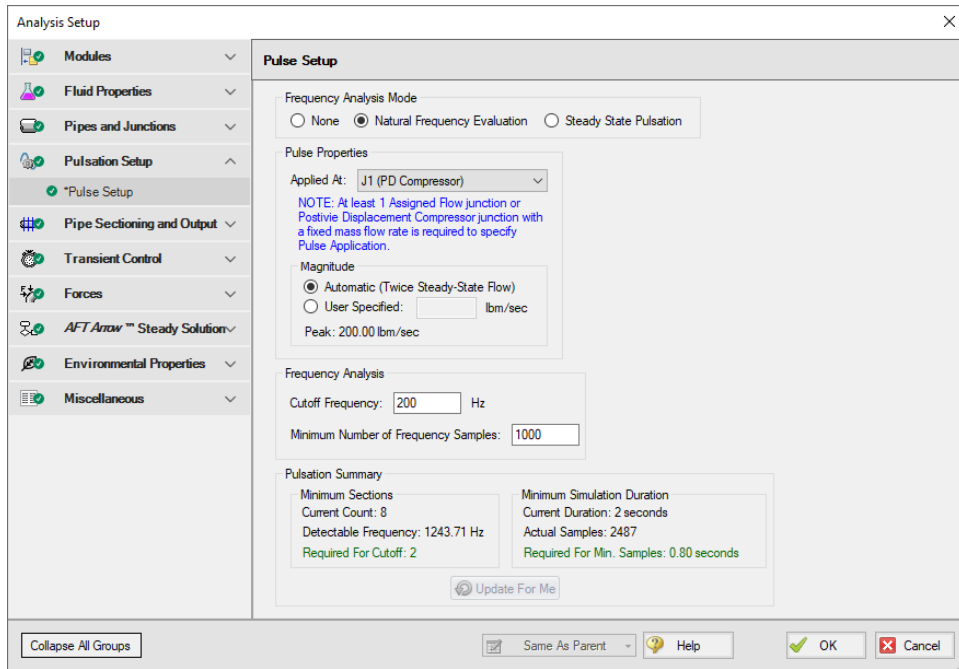 Analysis Setup
Modules
Fluid Properties
Pipes and Junctions
Pulsation Setup
*Pulse Setup
Pipe Sectioning and Output
Transient Control
Forces
AFT Arrow ™ Steady Solution
Environmental Properties
Miscellaneous
Pulse Setup
Frequency Analysis Mode
None Natural Frequency Evaluation Steady State Pulsation
Pulse Properties
Applied At: J1 (PD Compressor)
NOTE: At least 1 Assigned Flow junction or
Postivie Displacement Compressor junction with
a fixed mass flow rate is required to specify
Pulse Application.
Magnitude
Automatic (Twice Steady-State Flow)
User Specified: lbm/sec
Peak: 200.00 lbm/sec
Frequency Analysis
Cutoff Frequency: 200 Hz
Minimum Number of Frequency Samples: 1000
Pulsation Summary
Minimum Sections
Current Count: 8
Detectable Frequency: 1243.71 Hz
Required For Cutoff: 2
Minimum Simulation Duration
Current Duration: 2 seconds
Actual Samples: 2487
Required For Min. Samples: 0.80 seconds
Update For Me
Collapse All Groups
Same As Parent
Help
OK
Cancel